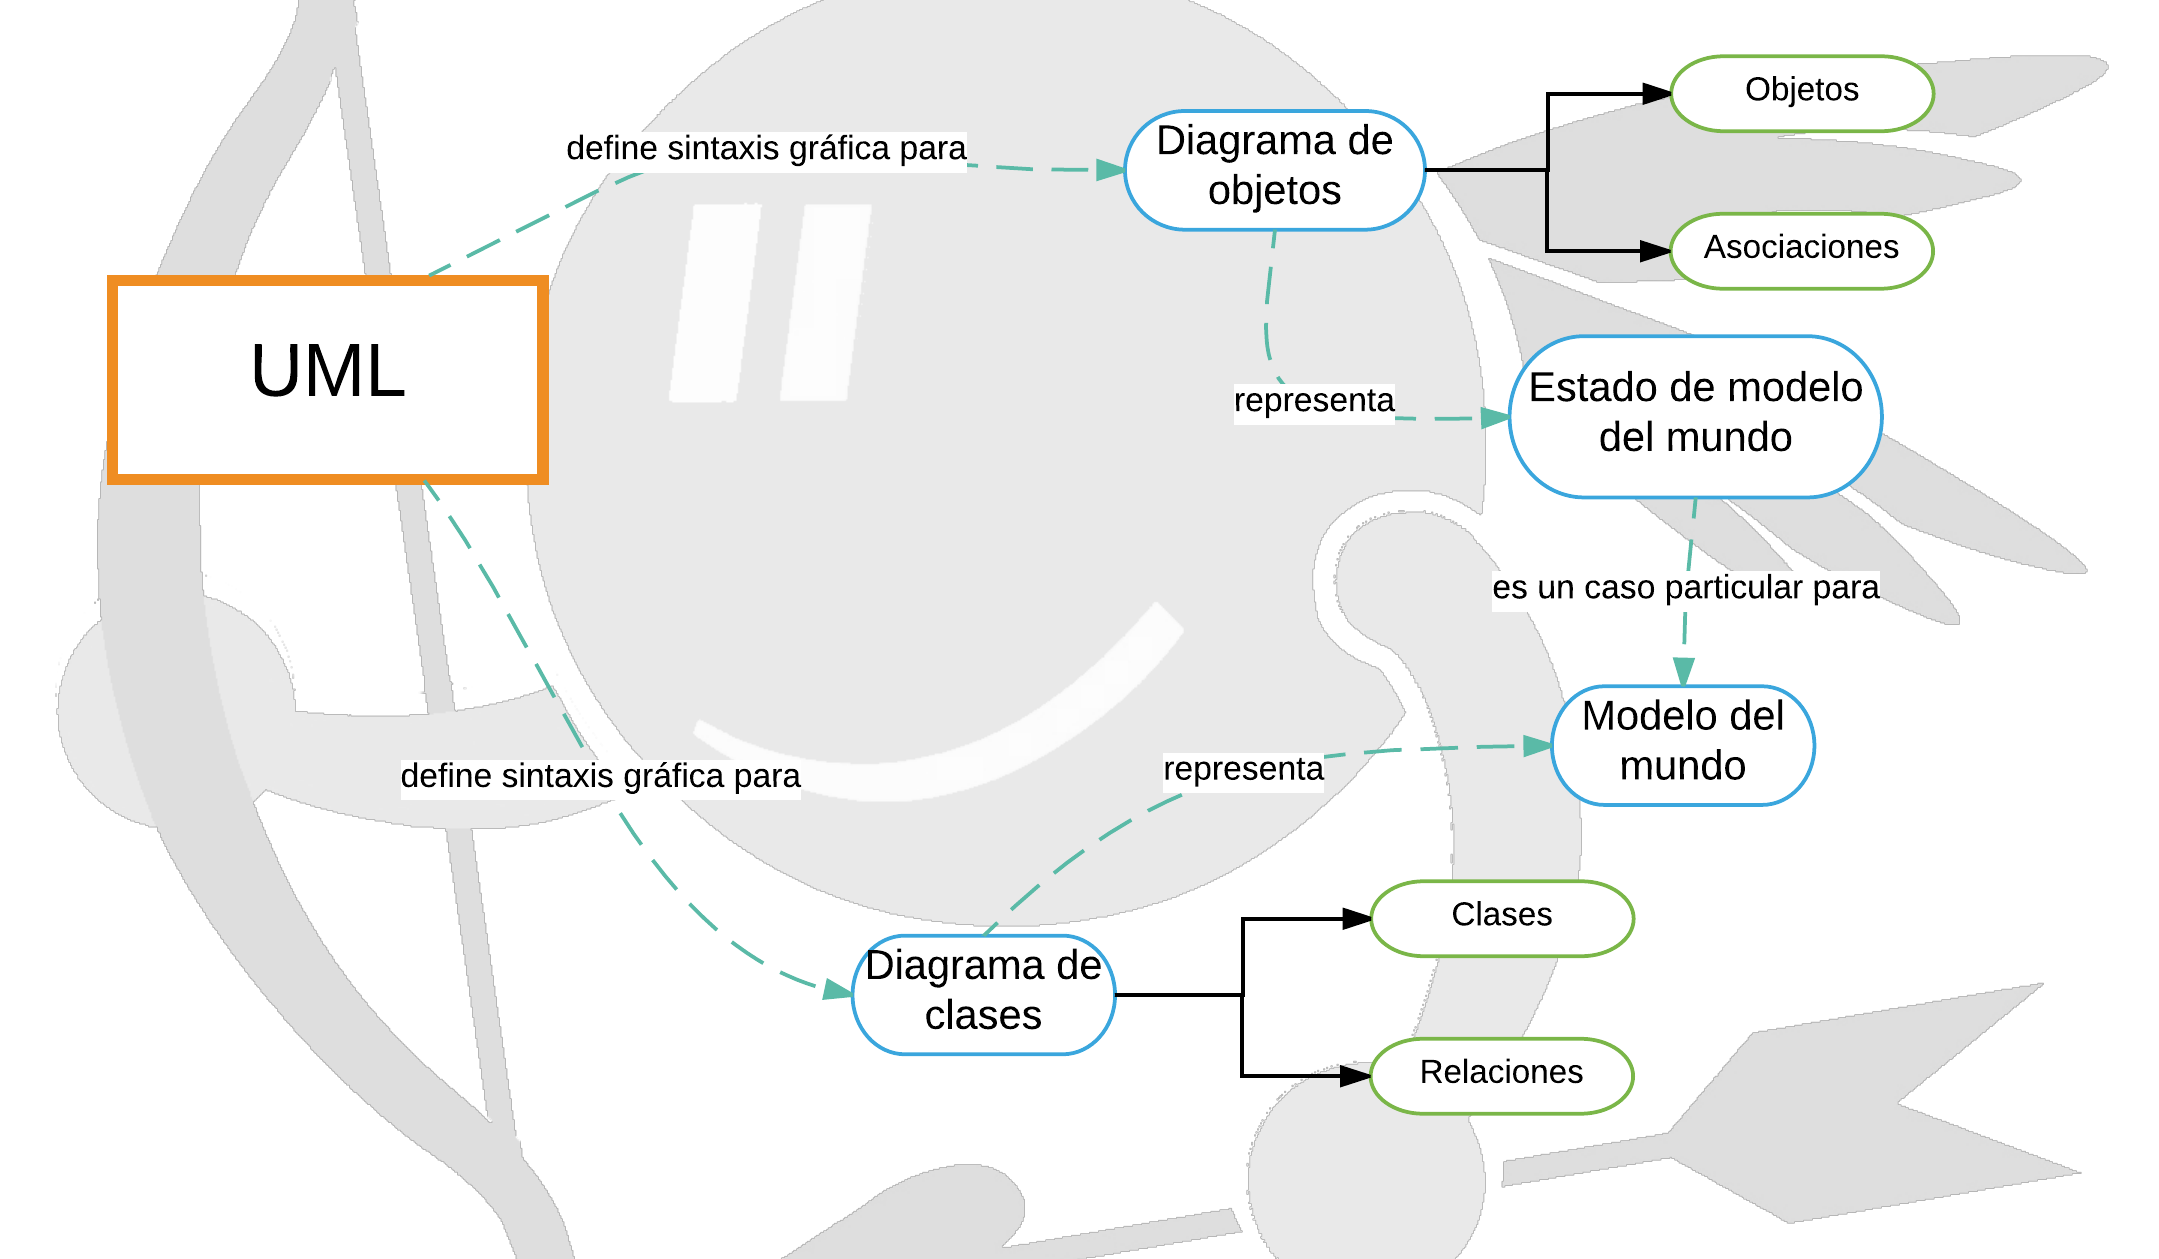 Objetos
define sintaxis gráfica para
Diagrama de
objetos
Asociaciones
UML
representa
Estado de modelo
del mundo
es un caso particular para
Modelo del
mundo
representa
define sintaxis gráfica para
Diagrama de
clases
Clases
Relaciones